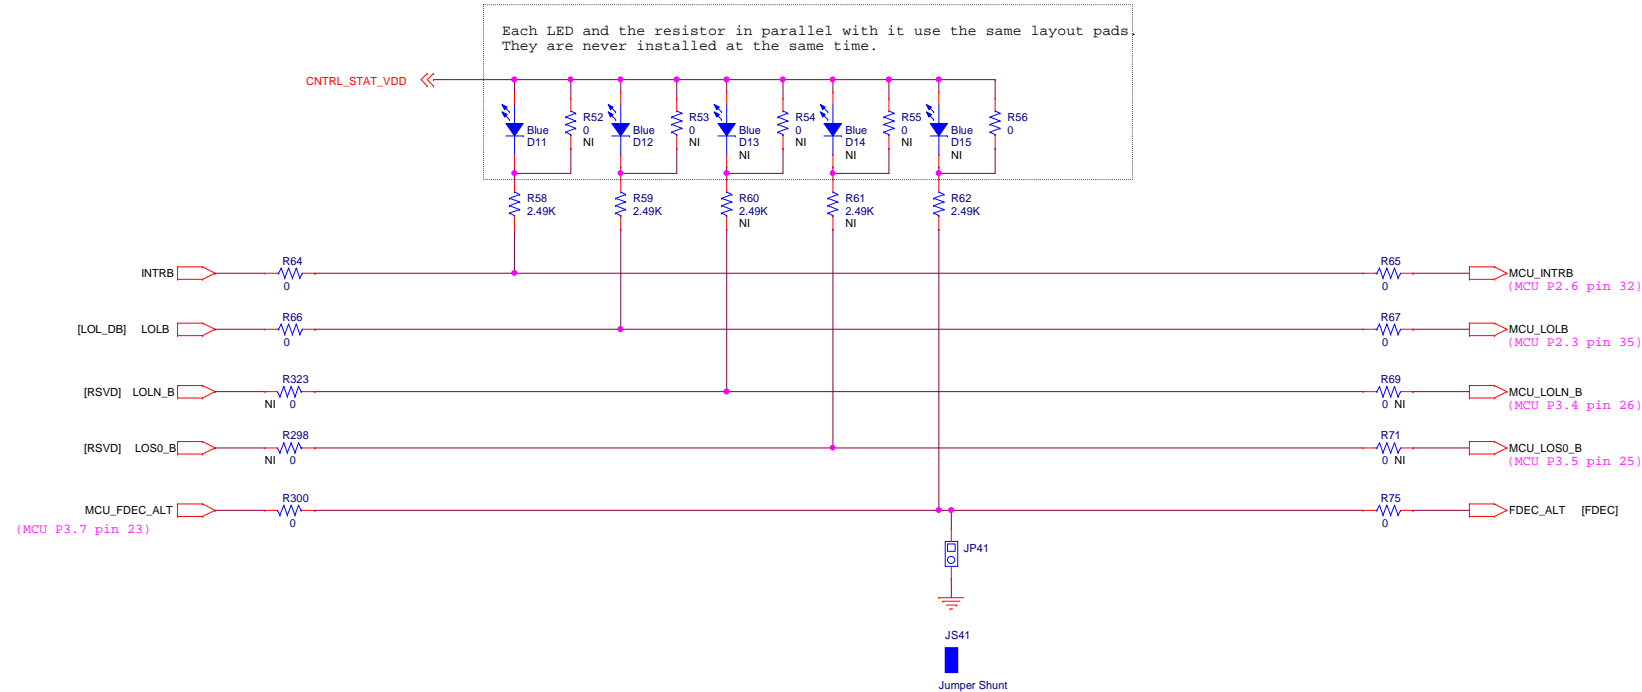 Each LED and the resistor in parallel with it use the same layout pads.
They are never installed at the same time.
CNTRL_STAT_VDD
Blue
D11
R52
0
NI
Blue
D12
R53
0
NI
Blue
D13
NI
R54
0
NI
Blue
D14
NI
R55
0
NI
Blue
D15
NI
R56
0
R58
2.49K
R59
2.49K
R60
2.49K
NI
R61
2.49K
NI
R62
2.49K
INTRB
R64
0
R65
0
MCU_INTRB
(MCU P2.6 pin 32)
[LOL_DB] LOLB
R66
0
R67
0
MCU_LOLB
(MCU P2.3 pin 35)
[RSVD] LOLN_B
R323
NI 0
R69
0 NI
MCU_LOLN_B
(MCU P3.4 pin 26)
[RSVD] LOS0_B
R298
NI 0
R71
0 NI
MCU_LOS0_B
(MCU P3.5 pin 25)
MCU_FDEC_ALT
(MCU P3.7 pin 23)
R300
0
R75
0
FDEC_ALT [FDEC]
JP41
JS41
Jumper Shunt